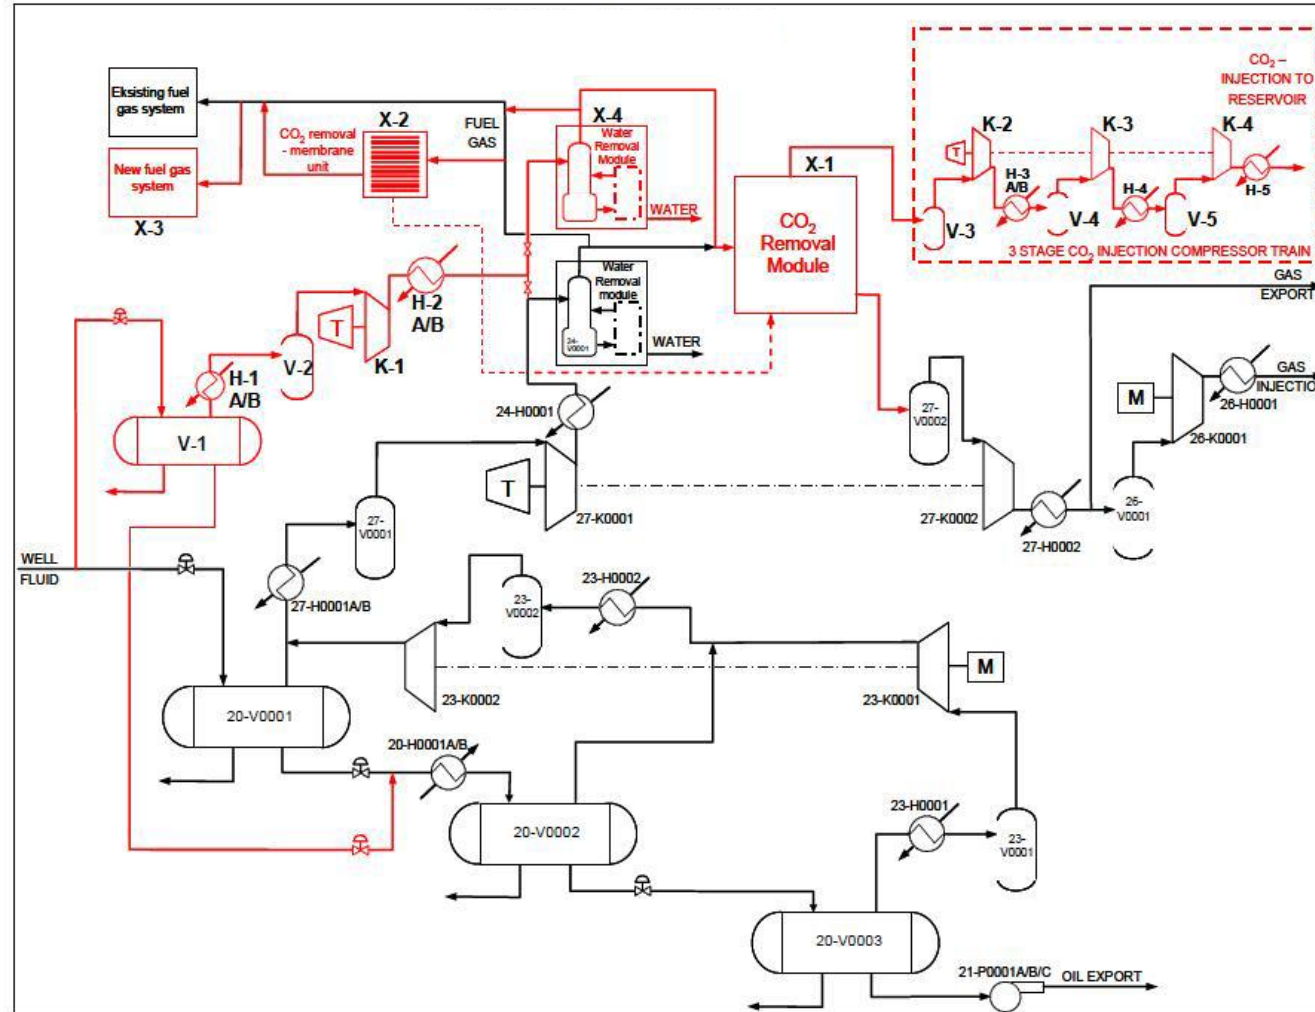 CO2 –
INJECTION TO
RESERVOIR
Eksisting fuel
gas system
X-2
FUEL
GAS
X-4
Water
Removal
Module
K-2
K-3
K-4
CO2 removal
- membrane
unit
T
H-3
A/B
H-4
H-5
New fuel gas
system
X-3
WATER
X-1
V-3
V-4
V-5
3 STAGE CO2 INJECTION COMPRESSOR TRAIN
CO2
Removal
Module
Water
Removal
module
24-
V0001
WATER
GAS
EXPORT
H-2
A/B
T
K-1
V-2
H-1
A/B
V-1
24-H0001
27-
V0002
M
26-K0001
26-H0001
GAS
INJECTIO
T
27-K0001
27-
V0001
27-K0002
27-H0002
26-
V0001
WELL
FLUID
27-H0001A/B
23-
V0002
23-H0002
23-K0002
23-K0001
M
20-V0001
20-H0001A/B
20-V0002
23-H0001
23-
V0001
20-V0003
21-P0001A/B/C
OIL EXPORT